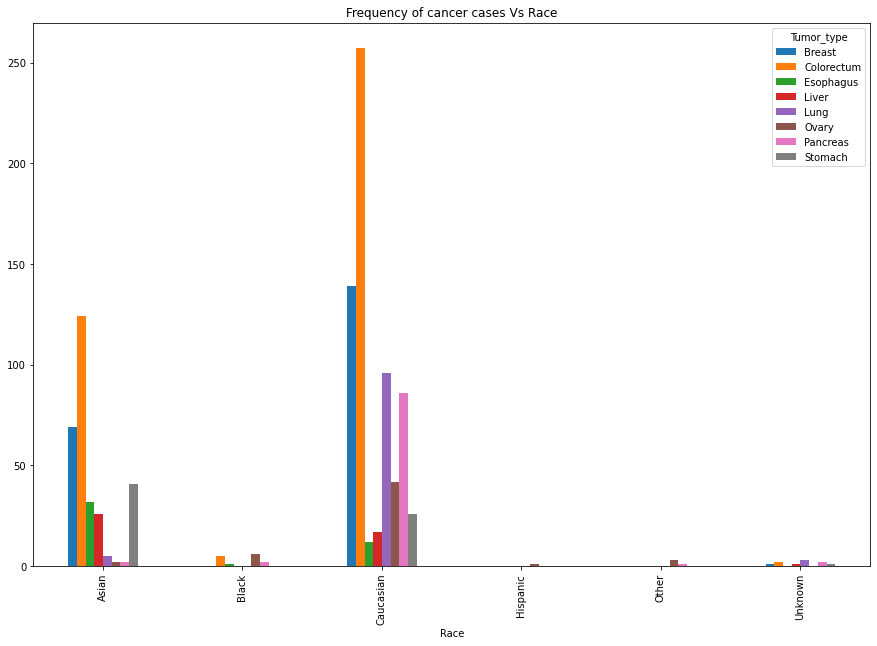 Frequency of cancer cases Vs Race
Tumor_type
Breast
Colorectum
Esophagus
Liver
Lung
Ovary
Pancreas
Stomach
250
200
150
100
50
0
Asian
Black
Caucasian
Hispanic
Other
Unknown
Race